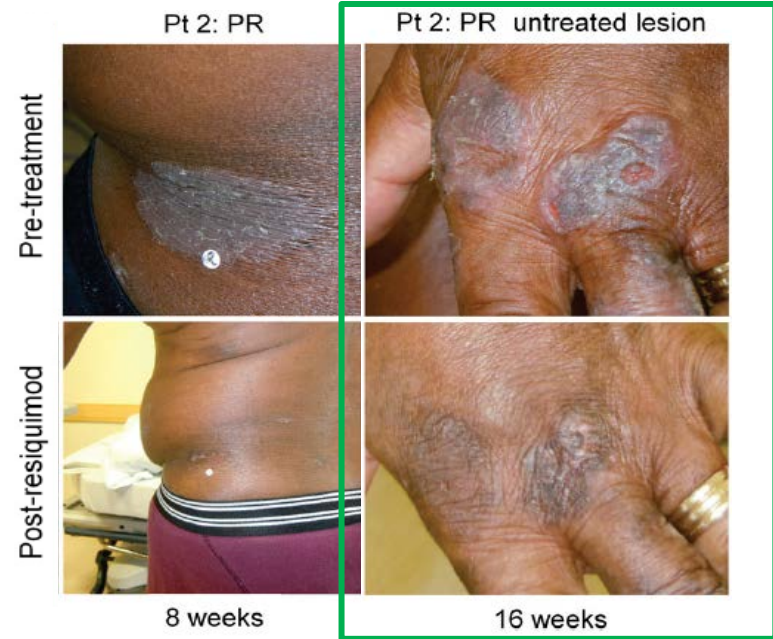 Pt 2: PR
Pt 2: PR untreated lesion
Pre-treatment
Post-resiquimod
8 weeks
16 weeks